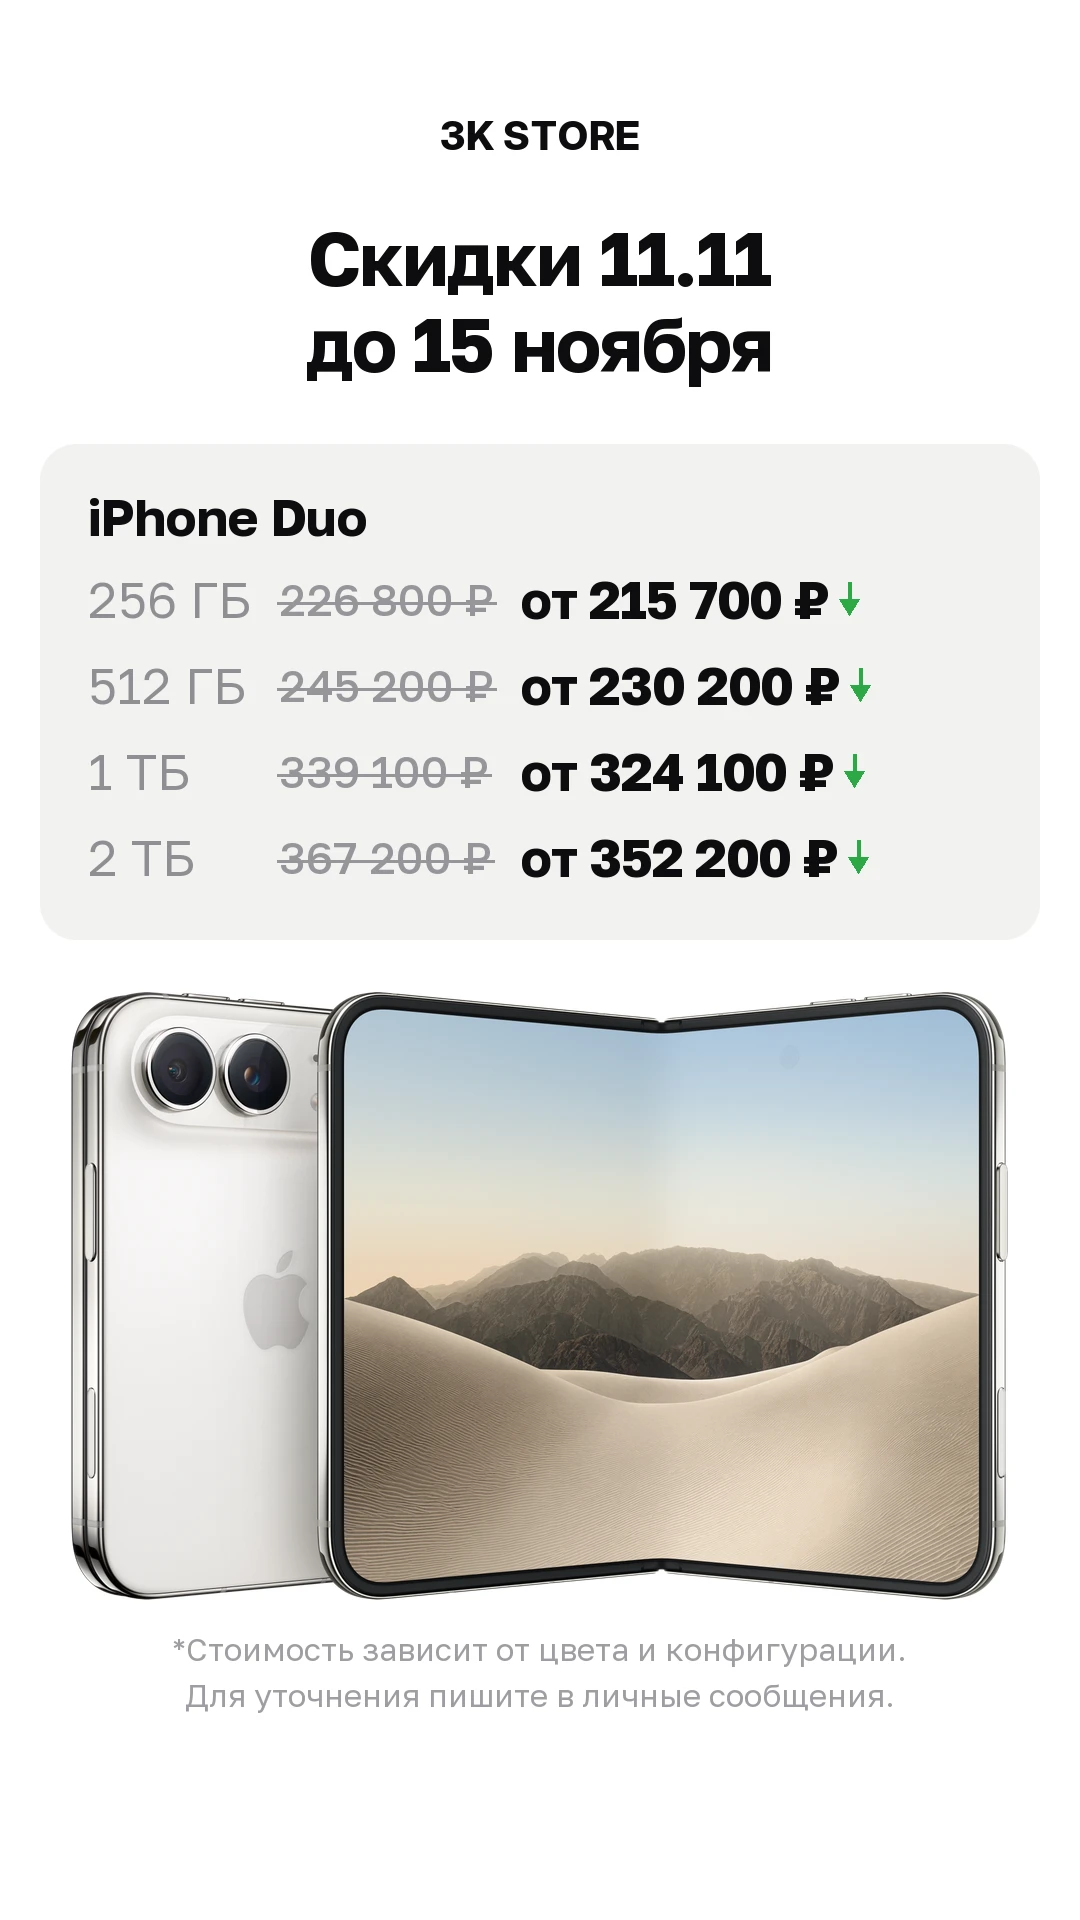 3K STORE
Скидки 11.11
до 15 ноября
iPhone Duo
256 ГБ 226 800 ₽ от 215 700 ₽
512 ГБ 245 200 ₽ от 230 200 ₽
1 ТБ 339 100 ₽ от 324 100 ₽
2 ТБ 367 200 ₽ от 352 200 ₽
*Стоимость зависит от цвета и конфигурации.
Для уточнения пишите в личные сообщения.